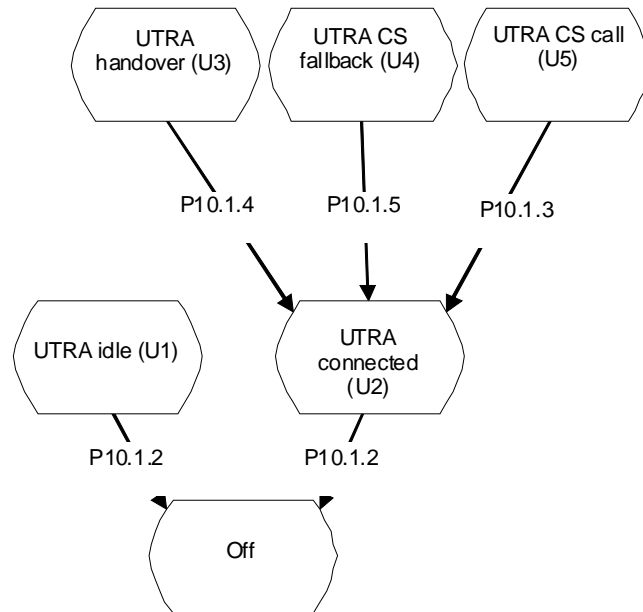 UTRA
handover (U3)
UTRA CS
fallback (U4)
UTRA CS call
(U5)
P10.1.4
P10.1.5
P10.1.3
UTRA idle (U1)
UTRA
connected
(U2)
P10.1.2
P10.1.2
Off